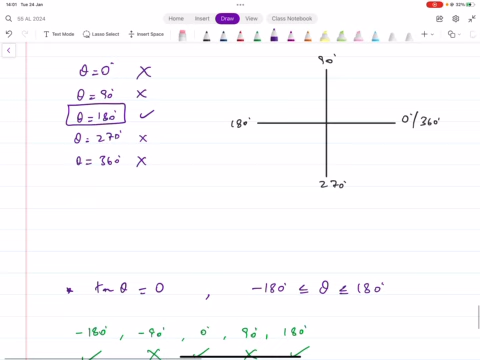 14:01 Tue 24 Jan
32%
S6 AL 2024
Home Insert Draw View Class Notebook
Text Mode Lasso Select Insert Space
θ = 0° ✗
θ = 90° ✗
θ = 180° ✓
θ = 270° ✗
θ = 360° ✗
90°
180° 0°/360°
270°
* tan θ = 0 , -180° ≤ θ ≤ 180°
-180° , -90° , 0° , 90° , 180°
✓ ✗ ✓ ✗ ✓